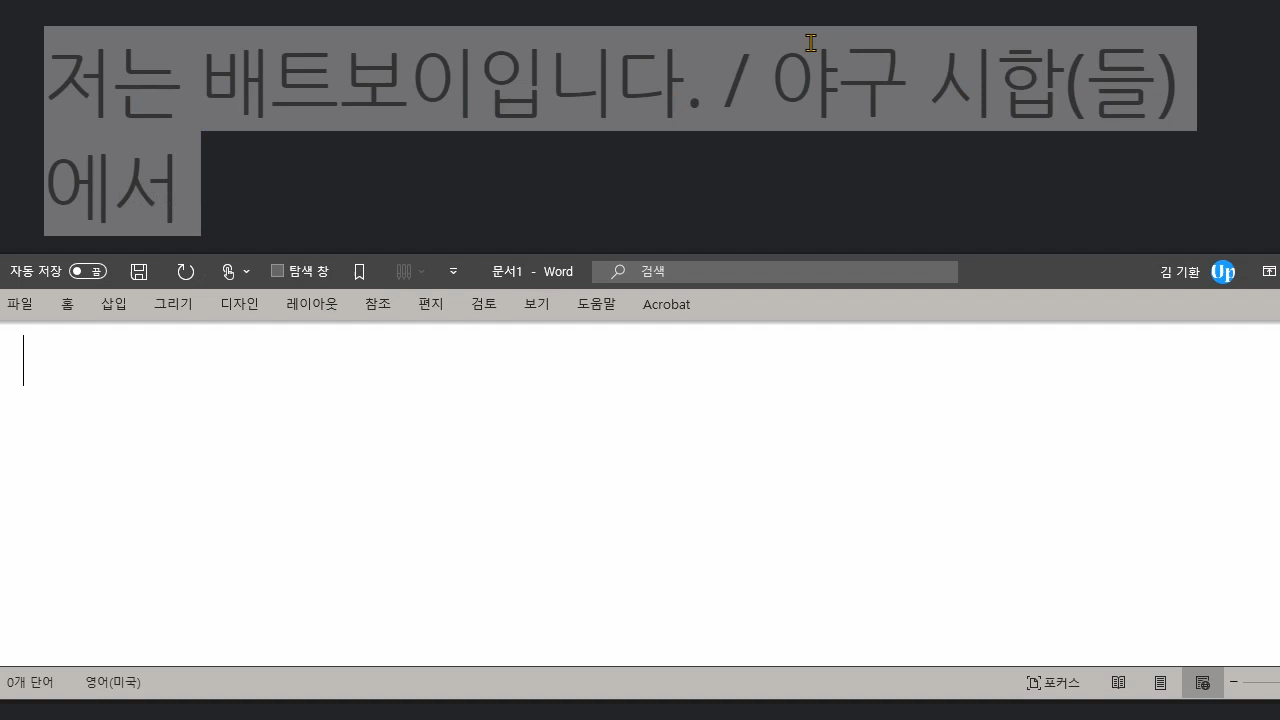 저는 배트보이입니다. / 야구 시합(들)
에서
자동 저장 끔 탐색 창 문서1 - Word 검색 김 기환 Up
파일 홈 삽입 그리기 디자인 레이아웃 참조 편지 검토 보기 도움말 Acrobat
0개 단어 영어(미국) 포커스